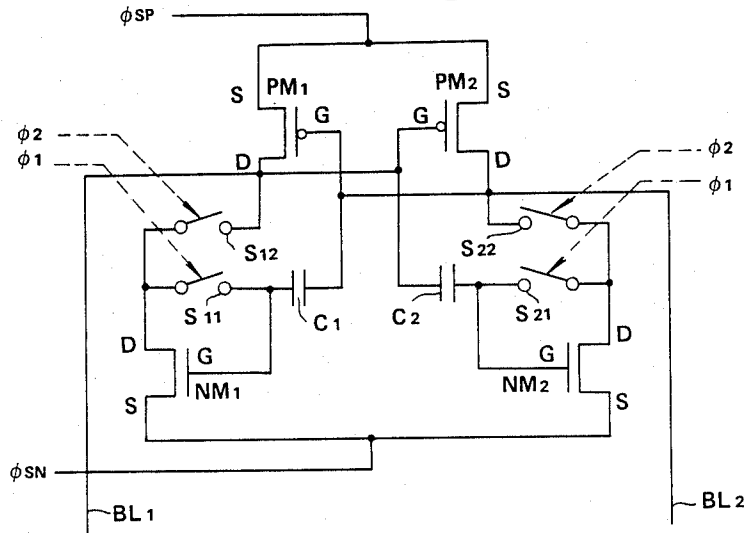 φSP
PM1 PM2
S G G S
φ2 D D φ2
φ1 φ1
S12 S22
S11 C1 C2 S21
D G G D
S NM1 NM2 S
φSN
BL1 BL2